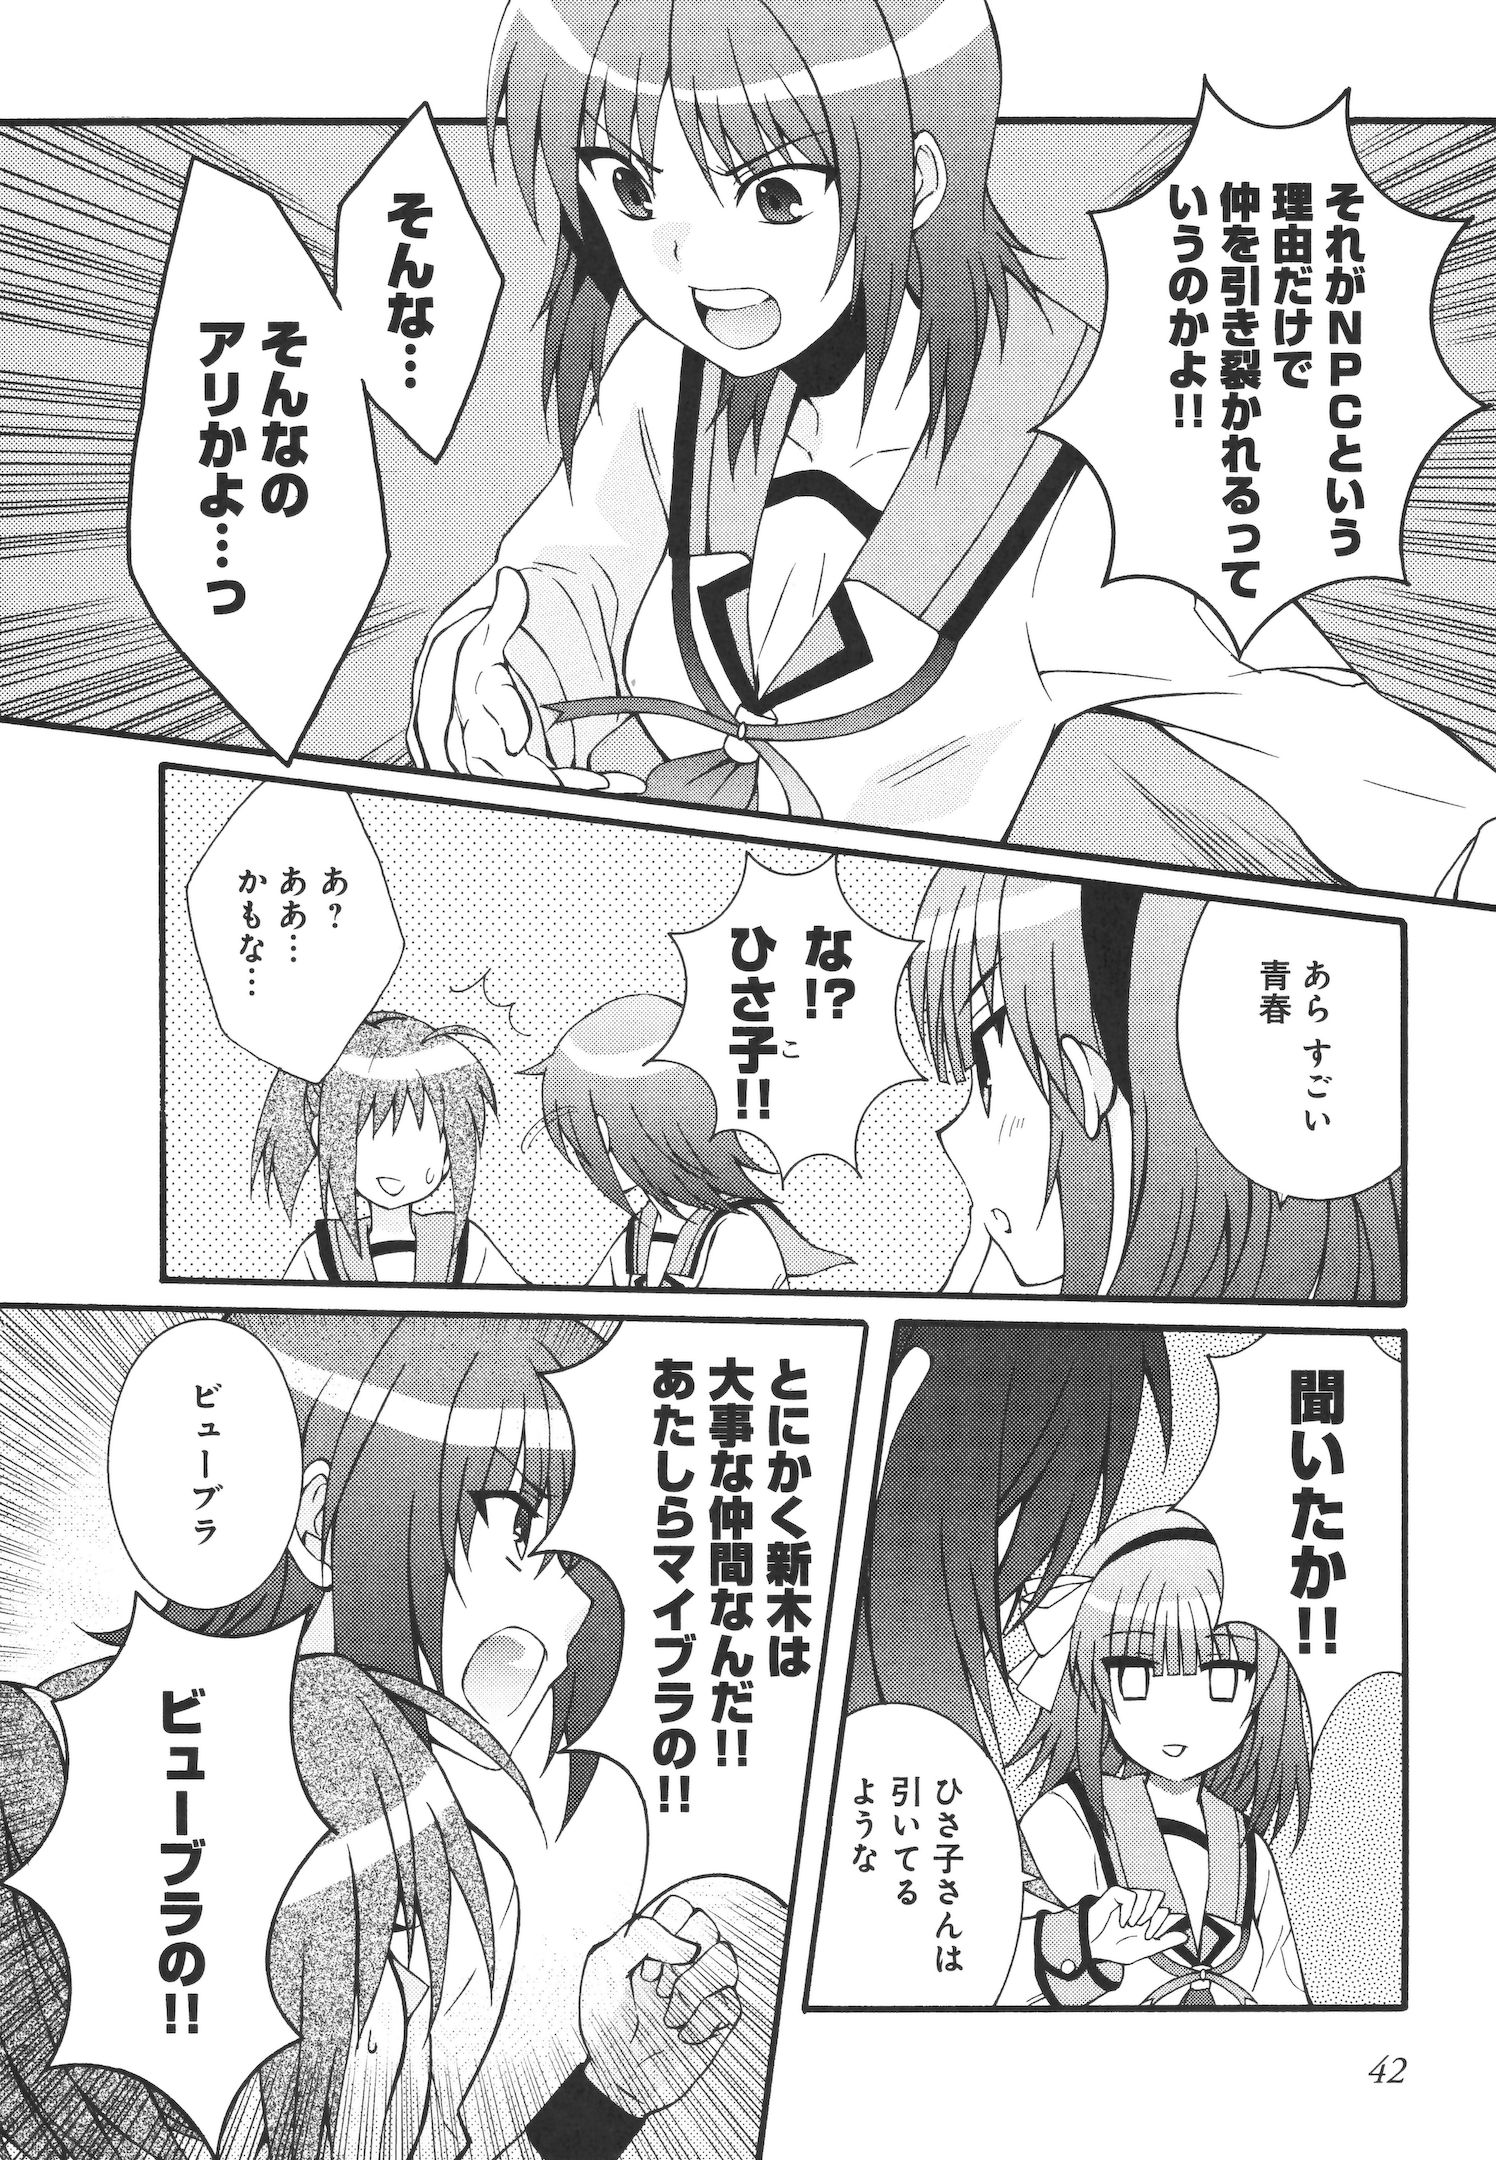 それがNPCという
理由だけで
仲を引き裂かれるって
いうのかよ!!
そんな…
そんなの
アリかよ…っ
あら すごい
青春
な!?
ひさ子!!
こ
あ?
ああ…
かもな…
聞いたか!!
ひさ子さんは
引いてる
ような
とにかく新木は
大事な仲間なんだ!!
あたしらマイブラの!!
ビューブラ
ビューブラの!!
42